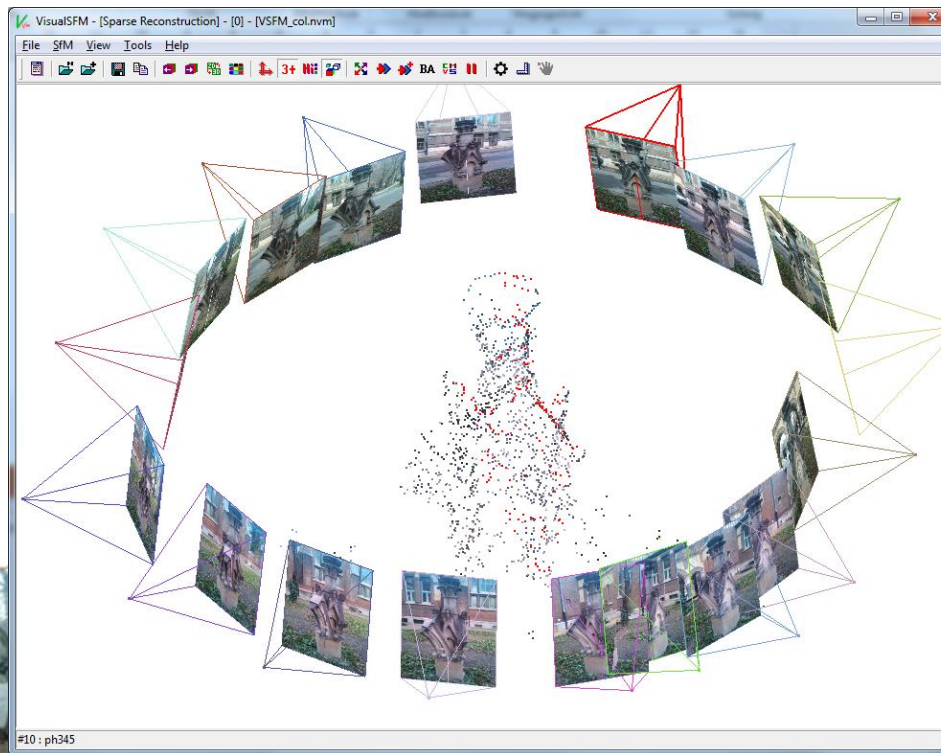 VisualSFM - [Sparse Reconstruction] - [0] - [VSFM_col.nvm]
File SfM View Tools Help
3+ BA
#10 : ph345